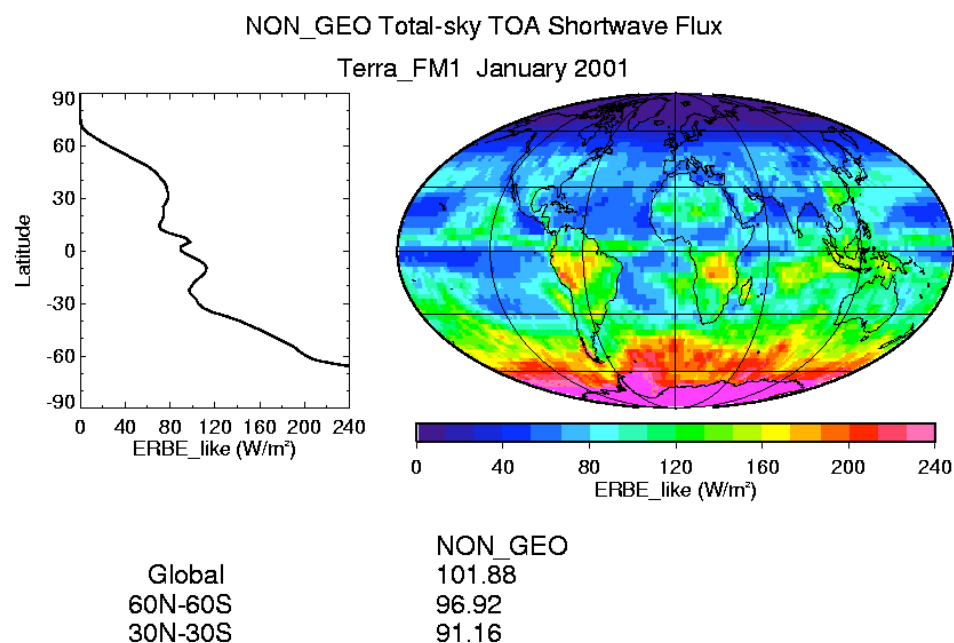 NON_GEO Total-sky TOA Shortwave Flux
Terra_FM1 January 2001
90
60
30
0
-30
-60
-90
Latitude
0 40 80 120 160 200 240
ERBE_like (W/m²)
0 40 80 120 160 200 240
ERBE_like (W/m²)
NON_GEO
Global 101.88
60N-60S 96.92
30N-30S 91.16